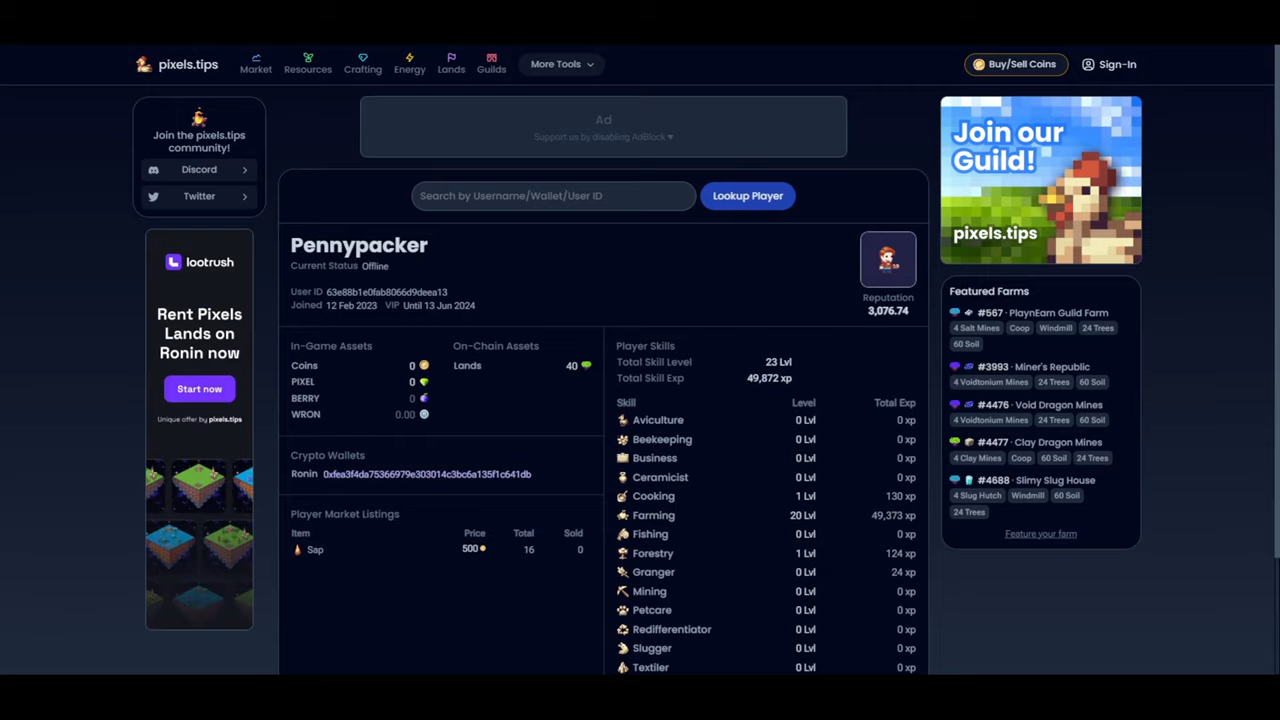 pixels.tips
Market
Resources
Crafting
Energy
Lands
Guilds
More Tools
Buy/Sell Coins
Sign-In
Join the pixels.tips
community!
Discord
Twitter
lootrush
Rent Pixels
Lands on
Ronin now
Start now
Unique offer by pixels.tips
Ad
Support us by disabling AdBlock
Search by Username/Wallet/User ID
Lookup Player
Pennypacker
Current Status Offline
User ID 63e88b1e0fab8066d9deea13
Joined 12 Feb 2023 VIP Until 13 Jun 2024
Reputation
3,076.74
In-Game Assets
Coins 0
PIXEL 0
BERRY 0
WRON 0.00
On-Chain Assets
Lands 40
Crypto Wallets
Ronin 0xfea3f4da75366979e303014c3bc6a135f1c641db
Player Market Listings
Item Price Total Sold
Sap 500 16 0
Player Skills
Total Skill Level 23 Lvl
Total Skill Exp 49,872 xp
Skill Level Total Exp
Aviculture 0 Lvl 0 xp
Beekeeping 0 Lvl 0 xp
Business 0 Lvl 0 xp
Ceramicist 0 Lvl 0 xp
Cooking 1 Lvl 130 xp
Farming 20 Lvl 49,373 xp
Fishing 0 Lvl 0 xp
Forestry 1 Lvl 124 xp
Granger 0 Lvl 24 xp
Mining 0 Lvl 0 xp
Petcare 0 Lvl 0 xp
Redifferentiator 0 Lvl 0 xp
Slugger 0 Lvl 0 xp
Textiler 0 Lvl 0 xp
Join our
Guild!
pixels.tips
Featured Farms
#567 · PlaynEarn Guild Farm
4 Salt Mines Coop Windmill 24 Trees
60 Soil
#3993 · Miner's Republic
4 Voidtonium Mines 24 Trees 60 Soil
#4476 · Void Dragon Mines
4 Voidtonium Mines 24 Trees 60 Soil
#4477 · Clay Dragon Mines
4 Clay Mines Coop 60 Soil 24 Trees
#4688 · Slimy Slug House
4 Slug Hutch Windmill 60 Soil
24 Trees
Feature your farm